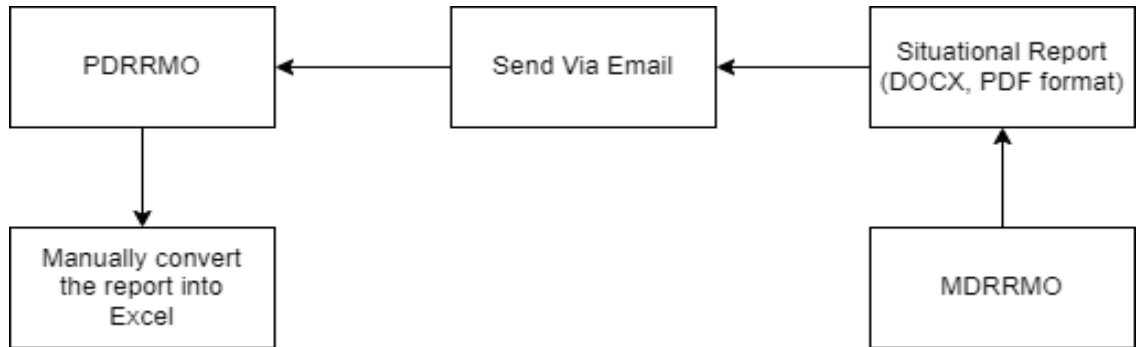 PDRRMO
Send Via Email
Situational Report
(DOCX, PDF format)
Manually convert
the report into
Excel
MDRRMO